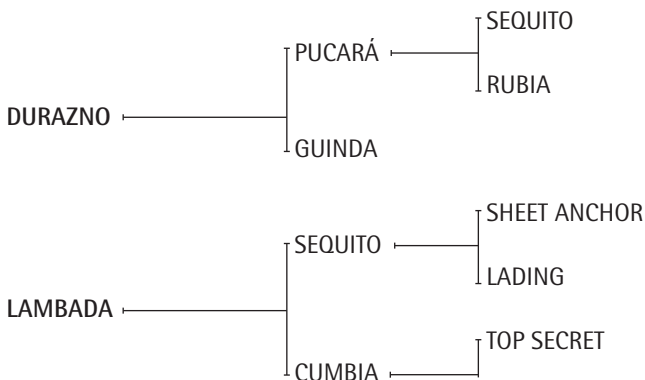 SEQUITO
PUCARÁ
RUBIA
DURAZNO
GUINDA
SHEET ANCHOR
SEQUITO
LADING
LAMBADA
TOP SECRET
CUMBIA